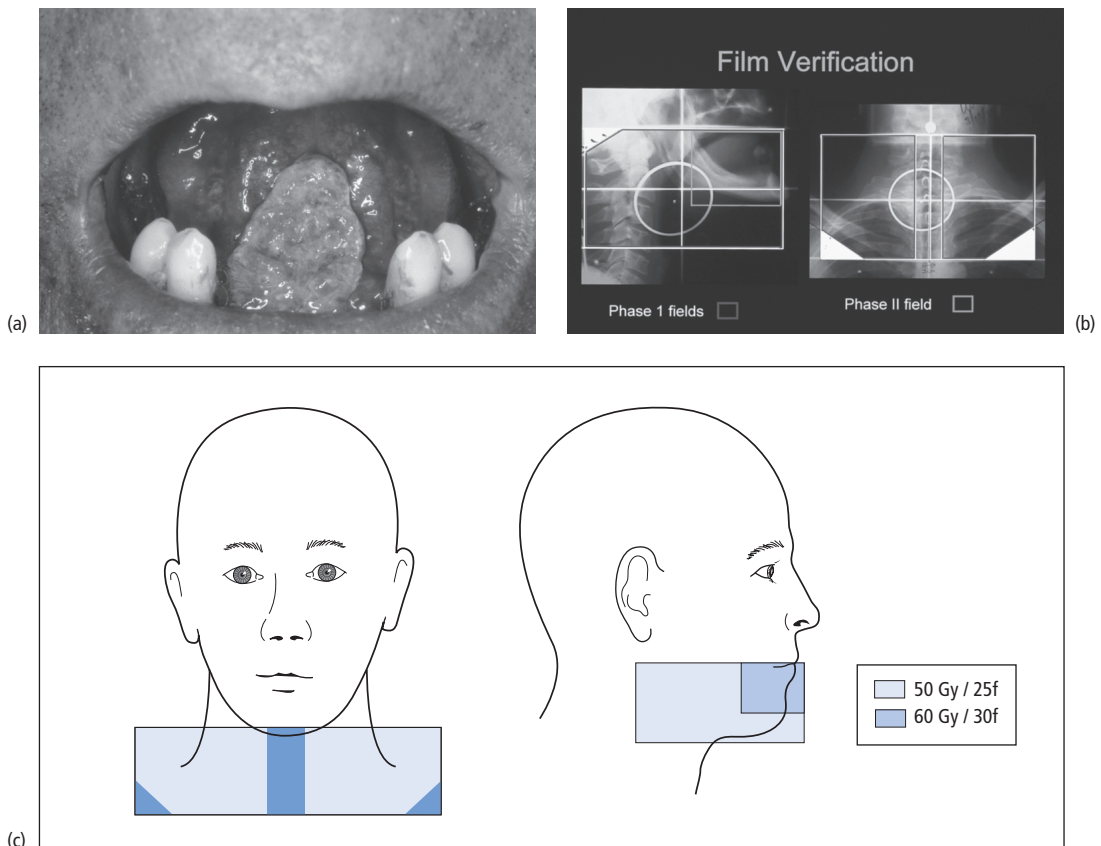 (a)
Film Verification
Phase 1 fields
Phase II field
(b)
50 Gy / 25f
60 Gy / 30f
(c)